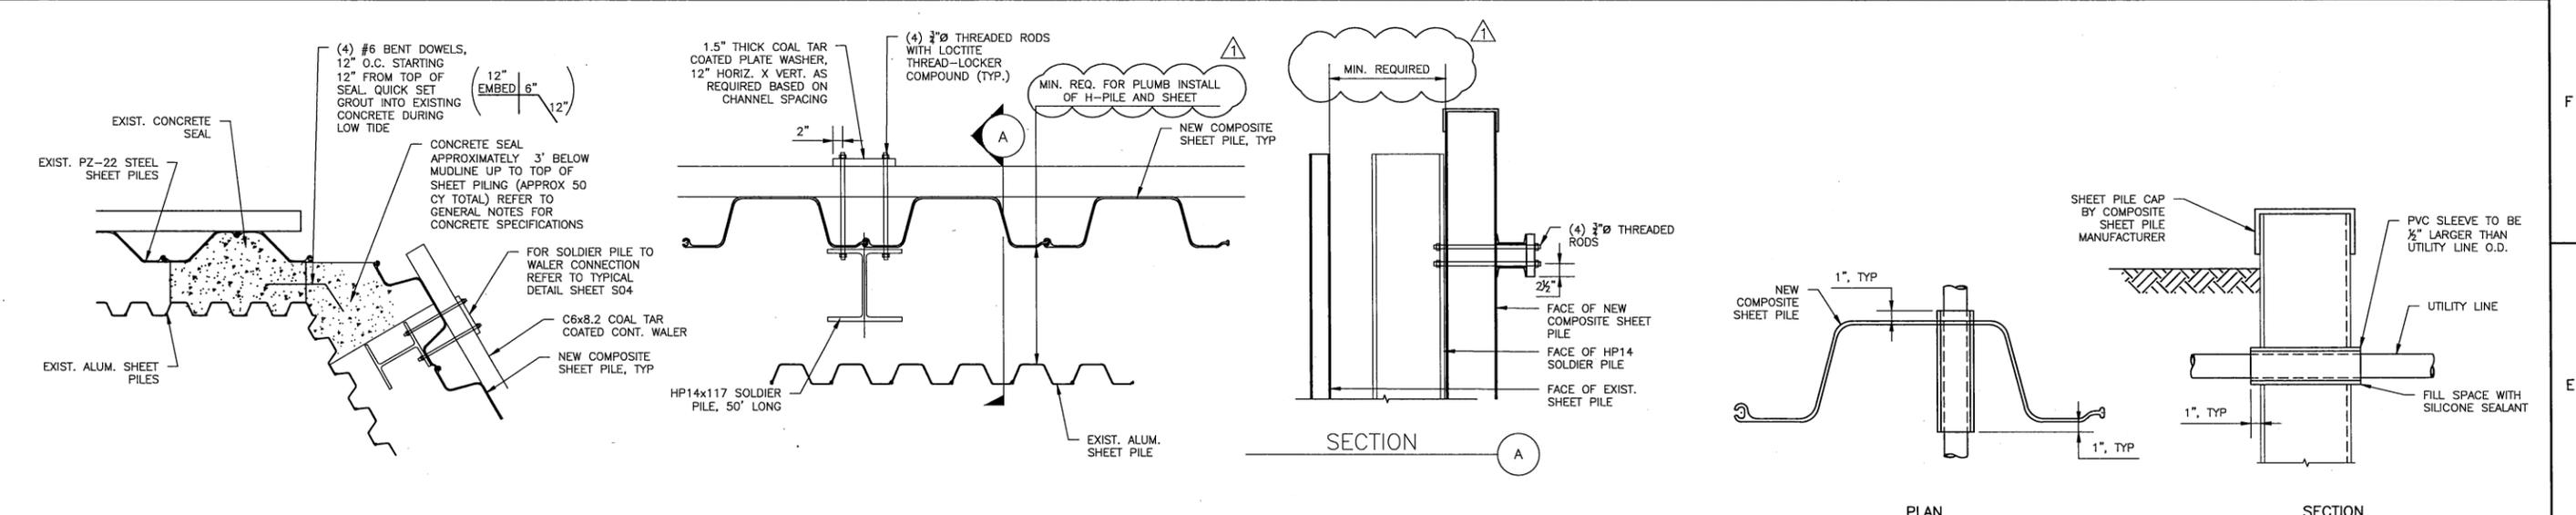 (4) #6 BENT DOWELS,
12" O.C. STARTING
12" FROM TOP OF
SEAL. QUICK SET
GROUT INTO EXISTING
CONCRETE DURING
LOW TIDE
12"
EMBED 6"
12"
EXIST. CONCRETE
SEAL
EXIST. PZ-22 STEEL
SHEET PILES
CONCRETE SEAL
APPROXIMATELY 3' BELOW
MUDLINE UP TO TOP OF
SHEET PILING (APPROX 50
CY TOTAL) REFER TO
GENERAL NOTES FOR
CONCRETE SPECIFICATIONS
FOR SOLDIER PILE TO
WALER CONNECTION
REFER TO TYPICAL
DETAIL SHEET S04
C6x8.2 COAL TAR
COATED CONT. WALER
NEW COMPOSITE
SHEET PILE, TYP
EXIST. ALUM. SHEET
PILES
1.5" THICK COAL TAR
COATED PLATE WASHER,
12" HORIZ. X VERT. AS
REQUIRED BASED ON
CHANNEL SPACING
(4) ¾"Ø THREADED RODS
WITH LOCTITE
THREAD-LOCKER
COMPOUND (TYP.)
1
MIN. REQ. FOR PLUMB INSTALL
OF H-PILE AND SHEET
2"
A
NEW COMPOSITE
SHEET PILE, TYP
HP14x117 SOLDIER
PILE, 50' LONG
EXIST. ALUM.
SHEET PILE
1
MIN. REQUIRED
(4) ¾"Ø THREADED
RODS
2½"
FACE OF NEW
COMPOSITE SHEET
PILE
FACE OF HP14
SOLDIER PILE
FACE OF EXIST.
SHEET PILE
SECTION
A
1", TYP
NEW
COMPOSITE
SHEET PILE
1", TYP
PLAN
SHEET PILE CAP
BY COMPOSITE
SHEET PILE
MANUFACTURER
PVC SLEEVE TO BE
½" LARGER THAN
UTILITY LINE O.D.
UTILITY LINE
1", TYP
FILL SPACE WITH
SILICONE SEALANT
SECTION
F
E